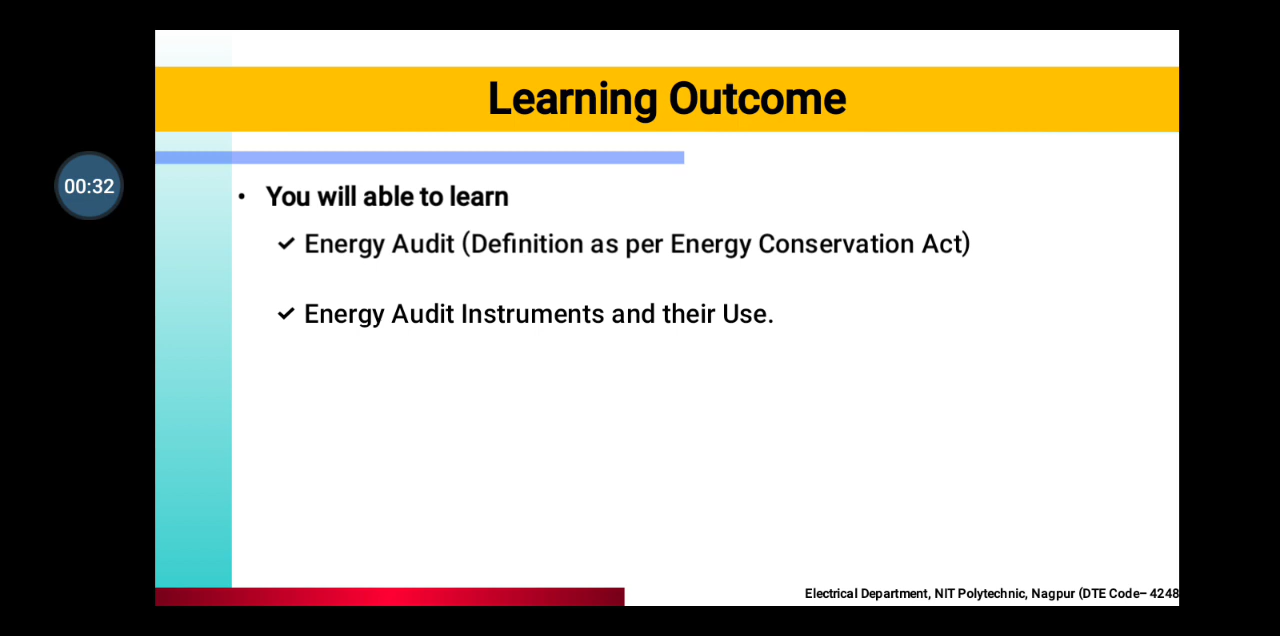 Learning Outcome
00:32
• You will able to learn
✓ Energy Audit (Definition as per Energy Conservation Act)
✓ Energy Audit Instruments and their Use.
Electrical Department, NIT Polytechnic, Nagpur (DTE Code– 4248